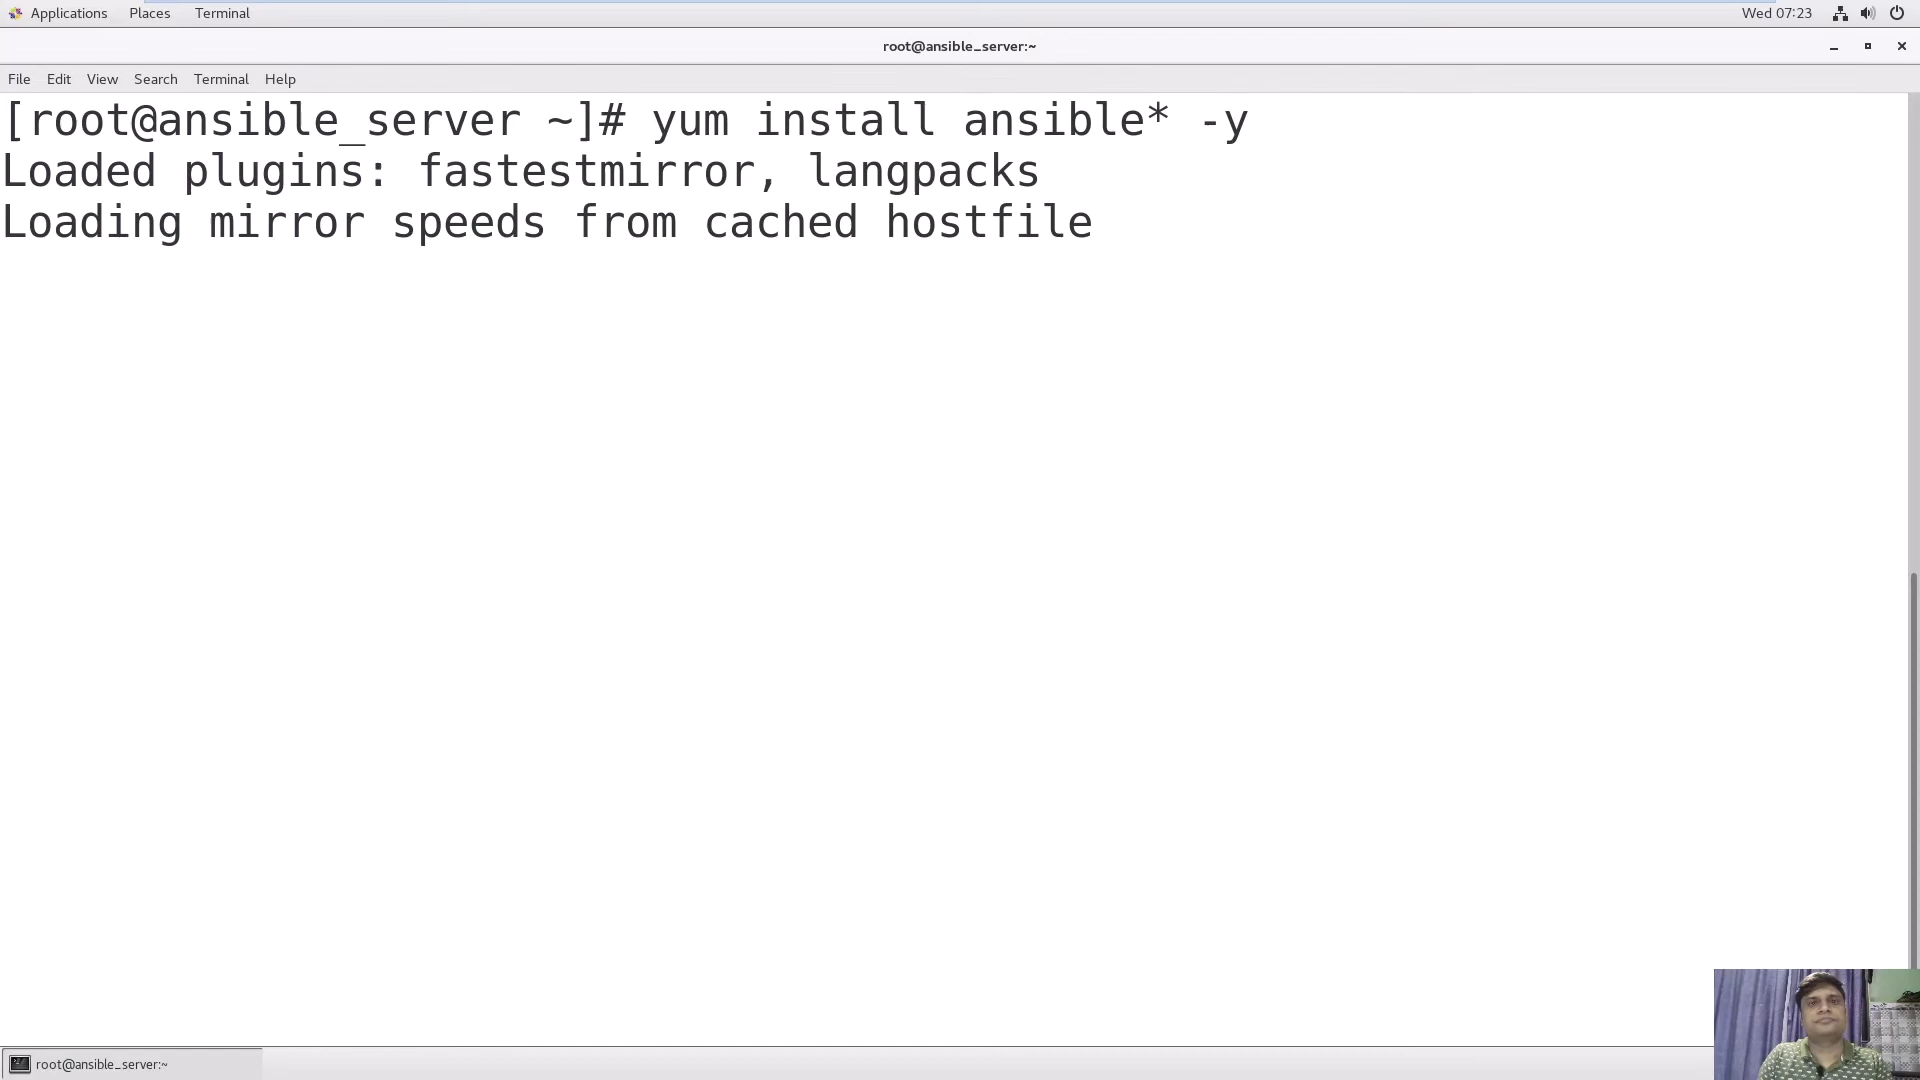 Applications Places Terminal Wed 07:23
root@ansible_server:~
File Edit View Search Terminal Help
[root@ansible_server ~]# yum install ansible* -y
Loaded plugins: fastestmirror, langpacks
Loading mirror speeds from cached hostfile
root@ansible_server:~